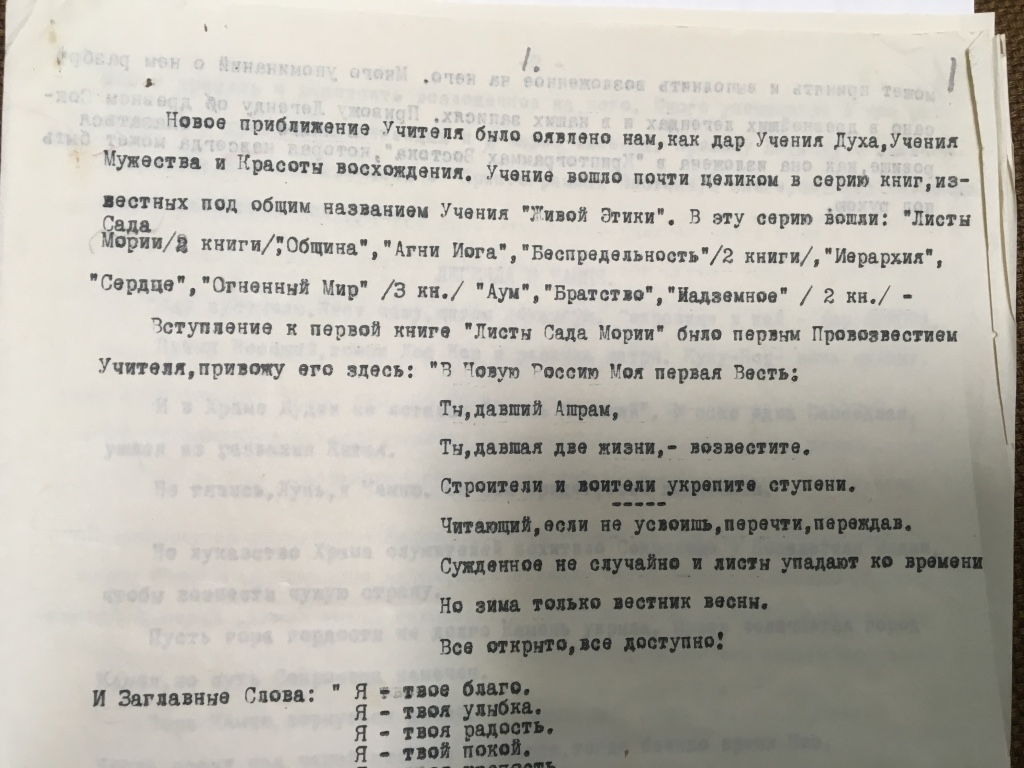 1.
1
Новое приближение Учителя было оявлено нам,как дар Учения Духа,Учения
Мужества и Красоты восхождения. Учение вошло почти целиком в серию книг,из-
вестных под общим названием Учения "Живой Этики". В эту серию вошли: "Листы
Сада
Мории/2 книги/","Община","Агни Иога","Беспредельность"/2 книги/,"Иерархия",
"Сердце","Огненный Мир" /3 кн./ "Аум","Братство","Надземное" / 2 кн./ -
Вступление к первой книге "Листы Сада Мории" было первым Провозвестием
Учителя,привожу его здесь: "В Новую Россию Моя первая Весть:
Ты,давший Ашрам,
Ты,давшая две жизни,- возвестите.
Строители и воители укрепите ступени.
Читающий,если не усвоишь,перечти,переждав.
Сужденное не случайно и листы упадают ко времени
Но зима только вестник весны.
Все открыто,все доступно!
И Заглавные Слова: " Я - твое благо.
Я - твоя улыбка.
Я - твоя радость.
Я - твой покой.